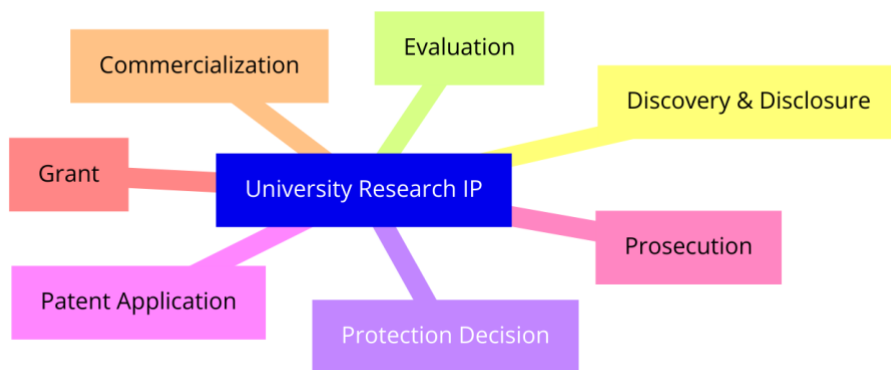 Evaluation
Commercialization
Discovery & Disclosure
Grant
University Research IP
Prosecution
Patent Application
Protection Decision